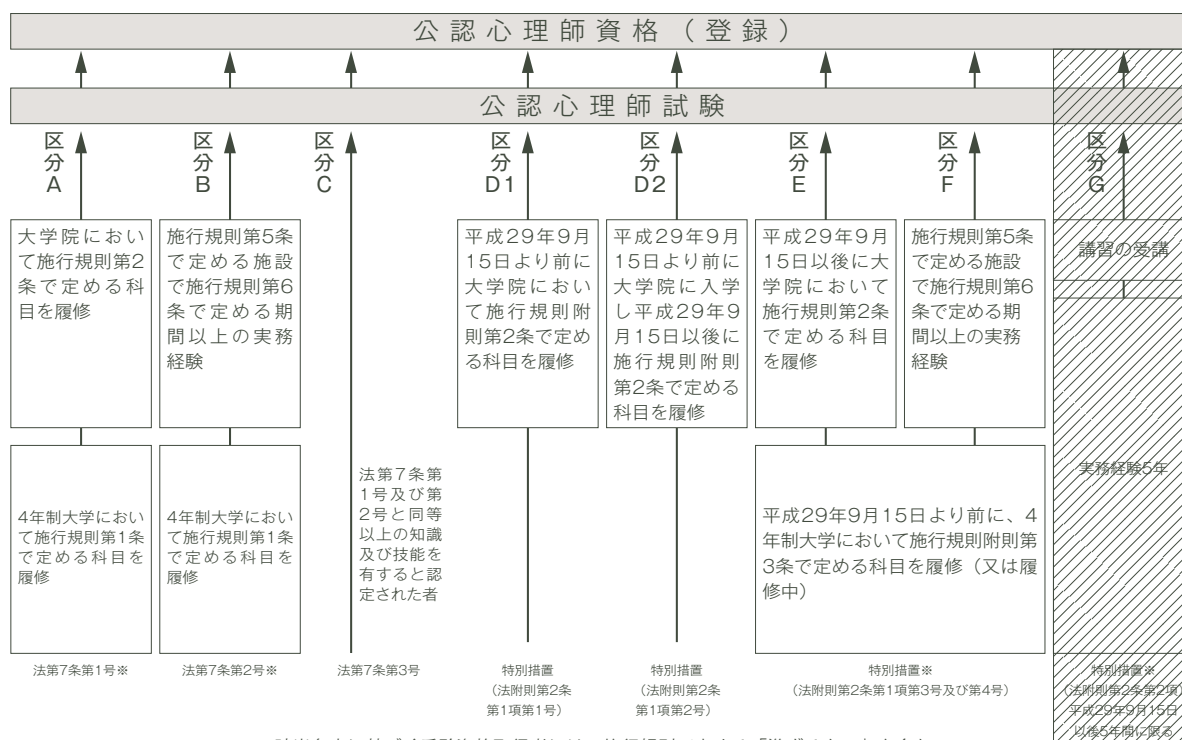 公認心理師資格（登録）
公認心理師試験
区分A
区分B
区分C
区分D1
区分D2
区分E
区分F
区分G
大学院におい
て施行規則第2
条で定める科
目を履修
施行規則第5条
で定める施設
で施行規則第6
条で定める期
間以上の実務
経験
平成29年9月
15日より前に
大学院におい
て施行規則附
則第2条で定め
る科目を履修
平成29年9月
15日より前に
大学院に入学
し平成29年9
月15日以後に
施行規則附則
第2条で定める
科目を履修
平成29年9月
15日以後に大
学院において
施行規則第2条
で定める科目
を履修
施行規則第5条
で定める施設
で施行規則第6
条で定める期
間以上の実務
経験
講習の受講
4年制大学におい
て施行規則第1条
で定める科目を
履修
4年制大学におい
て施行規則第1条
で定める科目を
履修
法第7条第
1号及び第
2号と同等
以上の知識
及び技能を
有すると認
定された者
平成29年9月15日より前に、4
年制大学において施行規則附則第
3条で定める科目を履修（又は履
修中）
実務経験5年
法第7条第1号※
法第7条第2号※
法第7条第3号
特別措置
（法附則第2条
第1項第1号）
特別措置
（法附則第2条
第1項第2号）
特別措置※
（法附則第2条第1項第3号及び第4号）
特別措置※
（法附則第2条第2項）
平成29年9月15日
以後5年間に限る